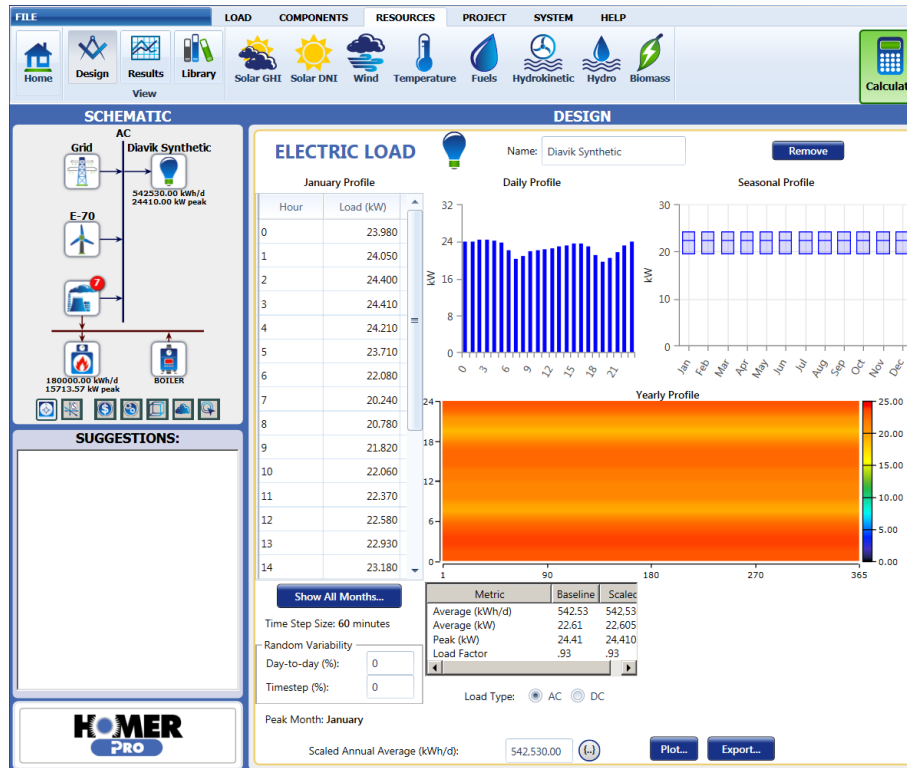 FILE LOAD COMPONENTS RESOURCES PROJECT SYSTEM HELP
Home Design Results Library Solar GHI Solar DNI Wind Temperature Fuels Hydrokinetic Hydro Biomass Calculat
View
SCHEMATIC
AC
Grid Diavik Synthetic
542530.00 kWh/d
24410.00 kW peak
E-70
7
180000.00 kWh/d
15713.57 kW peak
BOILER
SUGGESTIONS:
HOMER
PRO
DESIGN
ELECTRIC LOAD Name: Diavik Synthetic Remove
January Profile
Hour Load (kW)
0 23.980
1 24.050
2 24.400
3 24.410
4 24.210
5 23.710
6 22.080
7 20.240
8 20.780
9 21.820
10 22.060
11 22.370
12 22.580
13 22.930
14 23.180
Daily Profile
kW
32
24
16
8
0
0 3 6 9 12 15 18 21
Seasonal Profile
kW
30
20
10
0
Jan Feb Mar Apr May Jun Jul Aug Sep Oct Nov Dec
Yearly Profile
24
18
12
6
0
1 90 180 270 365
25.00
20.00
15.00
10.00
5.00
0.00
Show All Months...
Time Step Size: 60 minutes
Random Variability
Day-to-day (%): 0
Timestep (%): 0
Peak Month: January
Metric Baseline Scaled
Average (kWh/d) 542.53 542,53
Average (kW) 22.61 22,605
Peak (kW) 24.41 24,410
Load Factor .93 .93
Load Type: AC DC
Scaled Annual Average (kWh/d): 542,530.00 {..} Plot... Export...